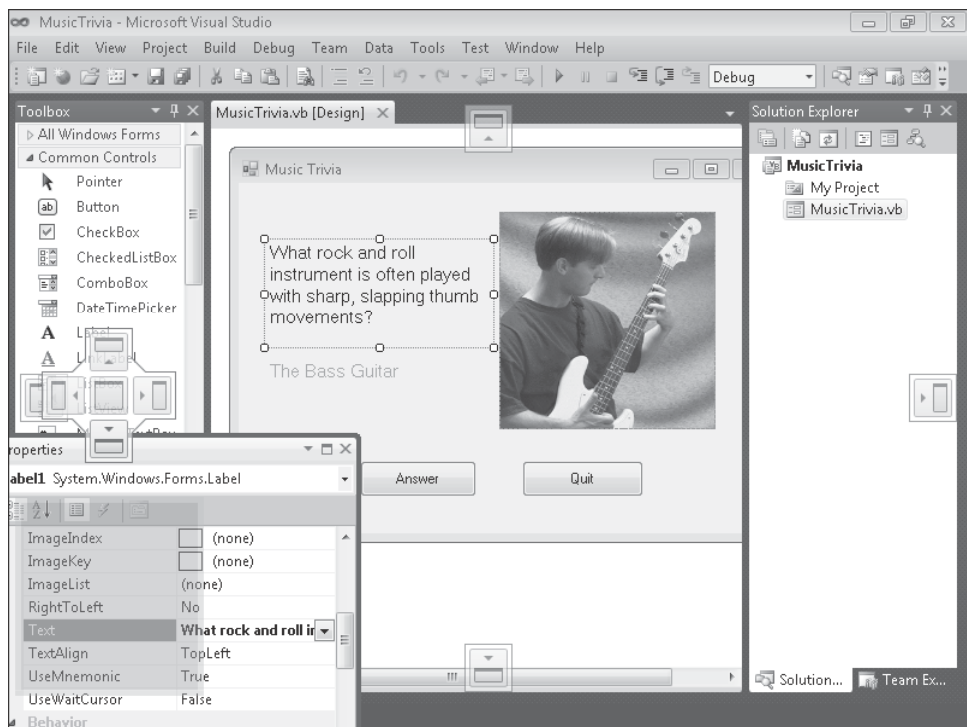 MusicTrivia - Microsoft Visual Studio
File Edit View Project Build Debug Team Data Tools Test Window Help
Debug
Toolbox
All Windows Forms
Common Controls
Pointer
Button
CheckBox
CheckedListBox
ComboBox
DateTimePicker
MusicTrivia.vb [Design]
Music Trivia
What rock and roll
instrument is often played
with sharp, slapping thumb
movements?
The Bass Guitar
Answer
Quit
Solution Explorer
MusicTrivia
My Project
MusicTrivia.vb
Solution...
Team Ex...
roperties
abel1 System.Windows.Forms.Label
ImageIndex (none)
ImageKey (none)
ImageList (none)
RightToLeft No
Text What rock and roll ir
TextAlign TopLeft
UseMnemonic True
UseWaitCursor False
Behavior